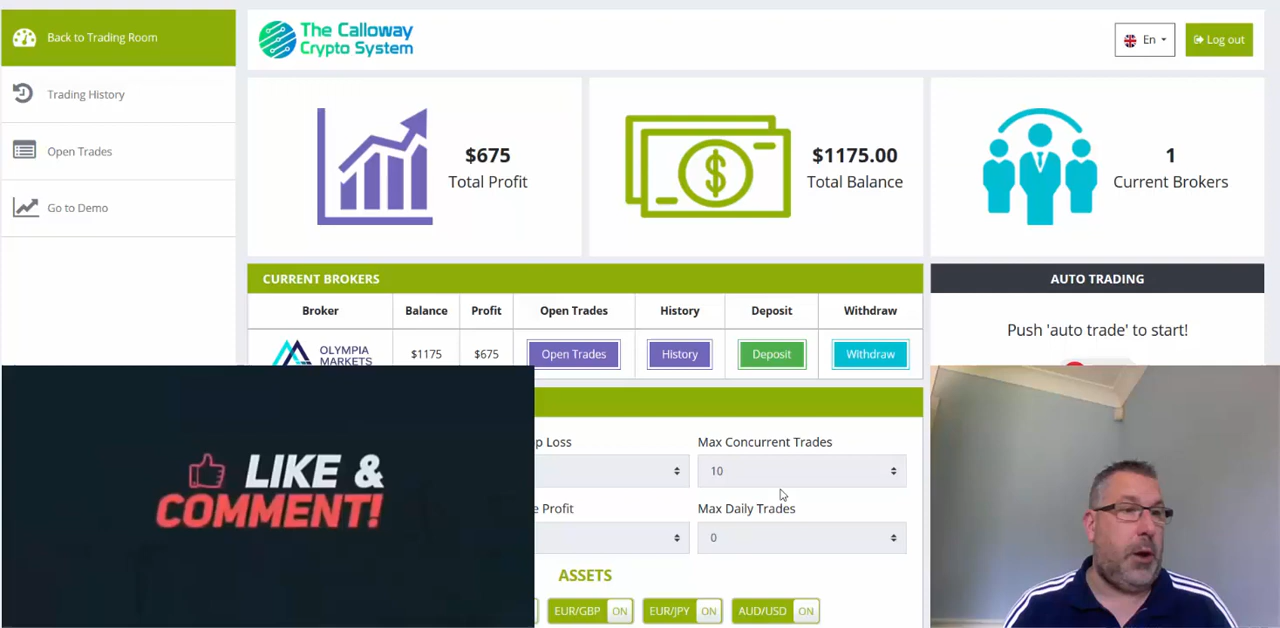 Back to Trading Room
Trading History
Open Trades
Go to Demo
The Calloway
Crypto System
En
Log out
$675
Total Profit
$1175.00
Total Balance
1
Current Brokers
CURRENT BROKERS
Broker Balance Profit Open Trades History Deposit Withdraw
OLYMPIA
MARKETS
$1175 $675 Open Trades History Deposit Withdraw
AUTO TRADING
Push 'auto trade' to start!
LIKE &
COMMENT!
p Loss
Max Concurrent Trades
10
e Profit
Max Daily Trades
0
ASSETS
EUR/GBP ON EUR/JPY ON AUD/USD ON